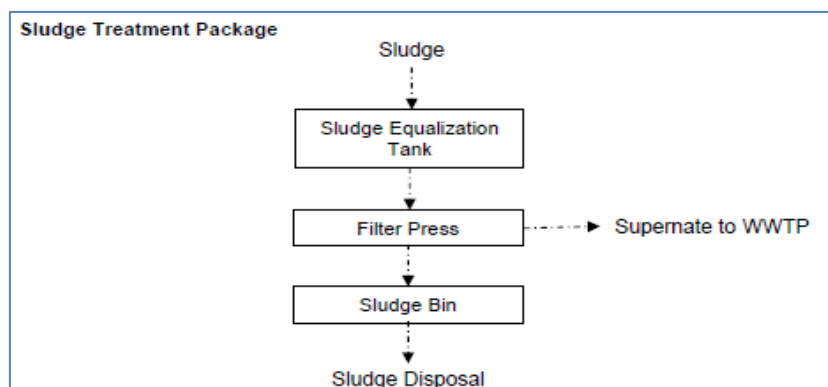 Sludge Treatment Package
Sludge
Sludge Equalization
Tank
Filter Press
Supernate to WWTP
Sludge Bin
Sludge Disposal